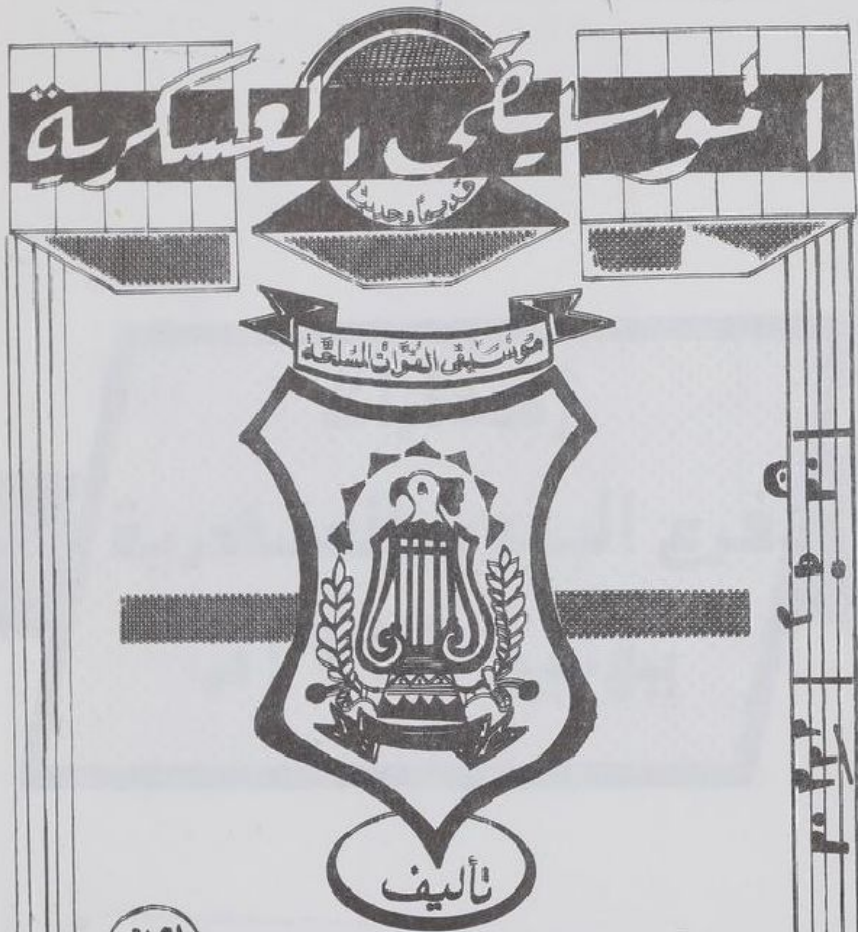 الموسيقى العسكرية
قديماً وحديثاً
موسيقى القوات المسلحة
تأليف